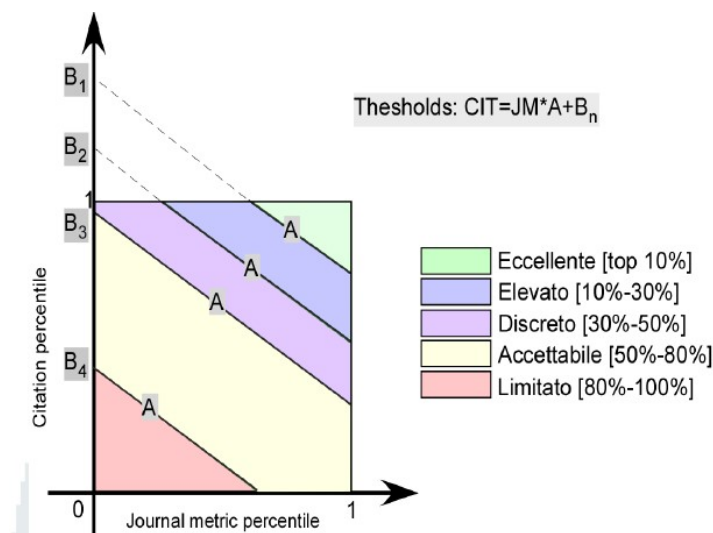 B1
Thesholds: CIT=JM*A+Bn
B2
1
B3
A
A
A
Eccellente [top 10%]
Elevato [10%-30%]
Discreto [30%-50%]
Accettabile [50%-80%]
Limitato [80%-100%]
B4
A
Citation percentile
0
Journal metric percentile
1